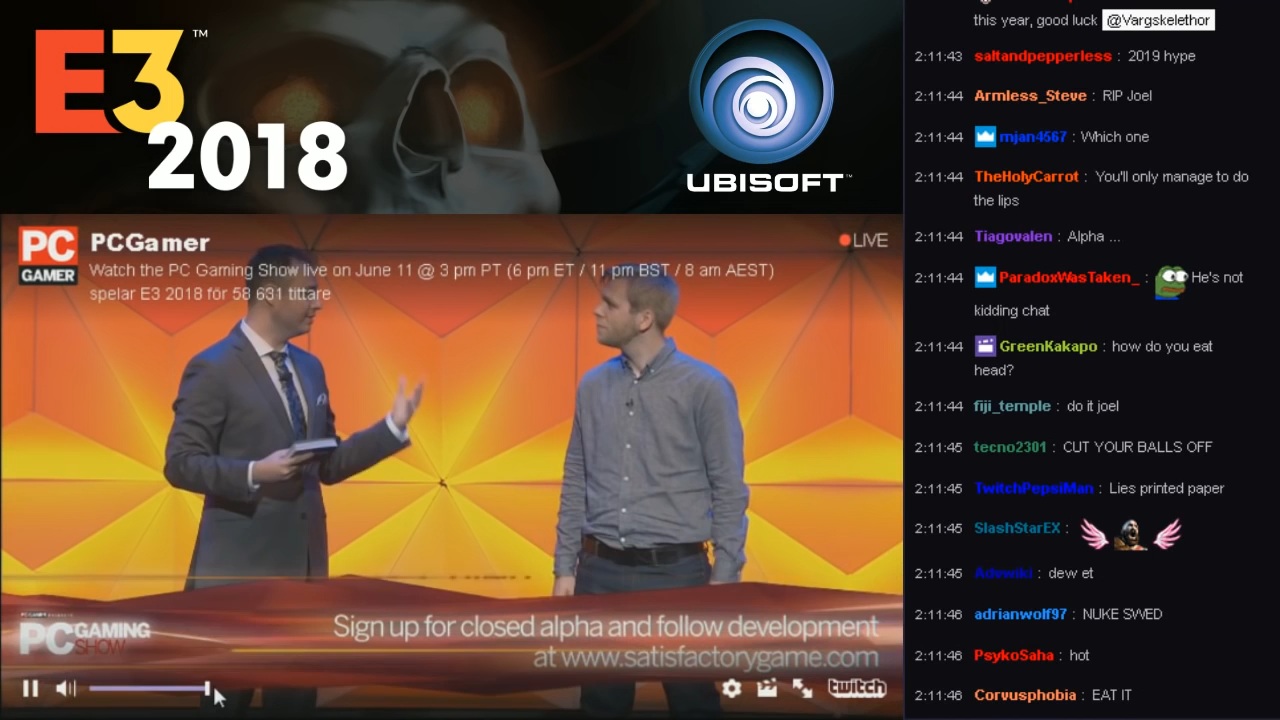 E3™
2018
UBISOFT™
PC
GAMER
PCGamer
LIVE
Watch the PC Gaming Show live on June 11 @ 3 pm PT (6 pm ET / 11 pm BST / 8 am AEST)
spelar E3 2018 för 58 631 tittare
PC GAMING
SHOW
Sign up for closed alpha and follow development
at www.satisfactorygame.com
twitch
this year, good luck @Vargskelethor
2:11:43 saltandpepperless : 2019 hype
2:11:44 Armless_Steve : RIP Joel
2:11:44 mjan4567 : Which one
2:11:44 TheHolyCarrot : You'll only manage to do
the lips
2:11:44 Tiagovalen : Alpha ...
2:11:44 ParadoxWasTaken_ : He's not
kidding chat
2:11:44 GreenKakapo : how do you eat
head?
2:11:44 fiji_temple : do it joel
2:11:45 tecno2301 : CUT YOUR BALLS OFF
2:11:45 TwitchPepsiMan : Lies printed paper
2:11:45 SlashStarEX :
2:11:45 : dew et
2:11:46 adrianwolf97 : NUKE SWED
2:11:46 PsykoSaha : hot
2:11:46 Corvusphobia : EAT IT